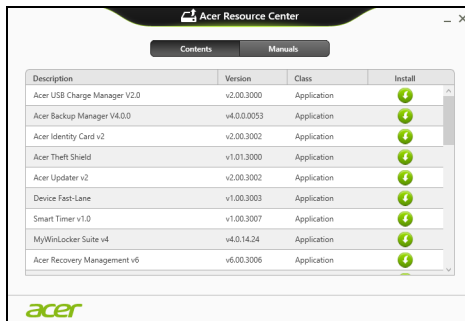 Acer Resource Center
Contents Manuals
Description Version Class Install
Acer USB Charge Manager V2.0 v2.00.3000 Application
Acer Backup Manager V4.0.0 v4.0.0.0053 Application
Acer Identity Card v2 v2.00.3002 Application
Acer Theft Shield v1.01.3000 Application
Acer Updater v2 v2.00.3002 Application
Device Fast-Lane v1.00.3003 Application
Smart Timer v1.0 v1.00.3007 Application
MyWinLocker Suite v4 v4.0.14.24 Application
Acer Recovery Management v6 v6.00.3006 Application
acer